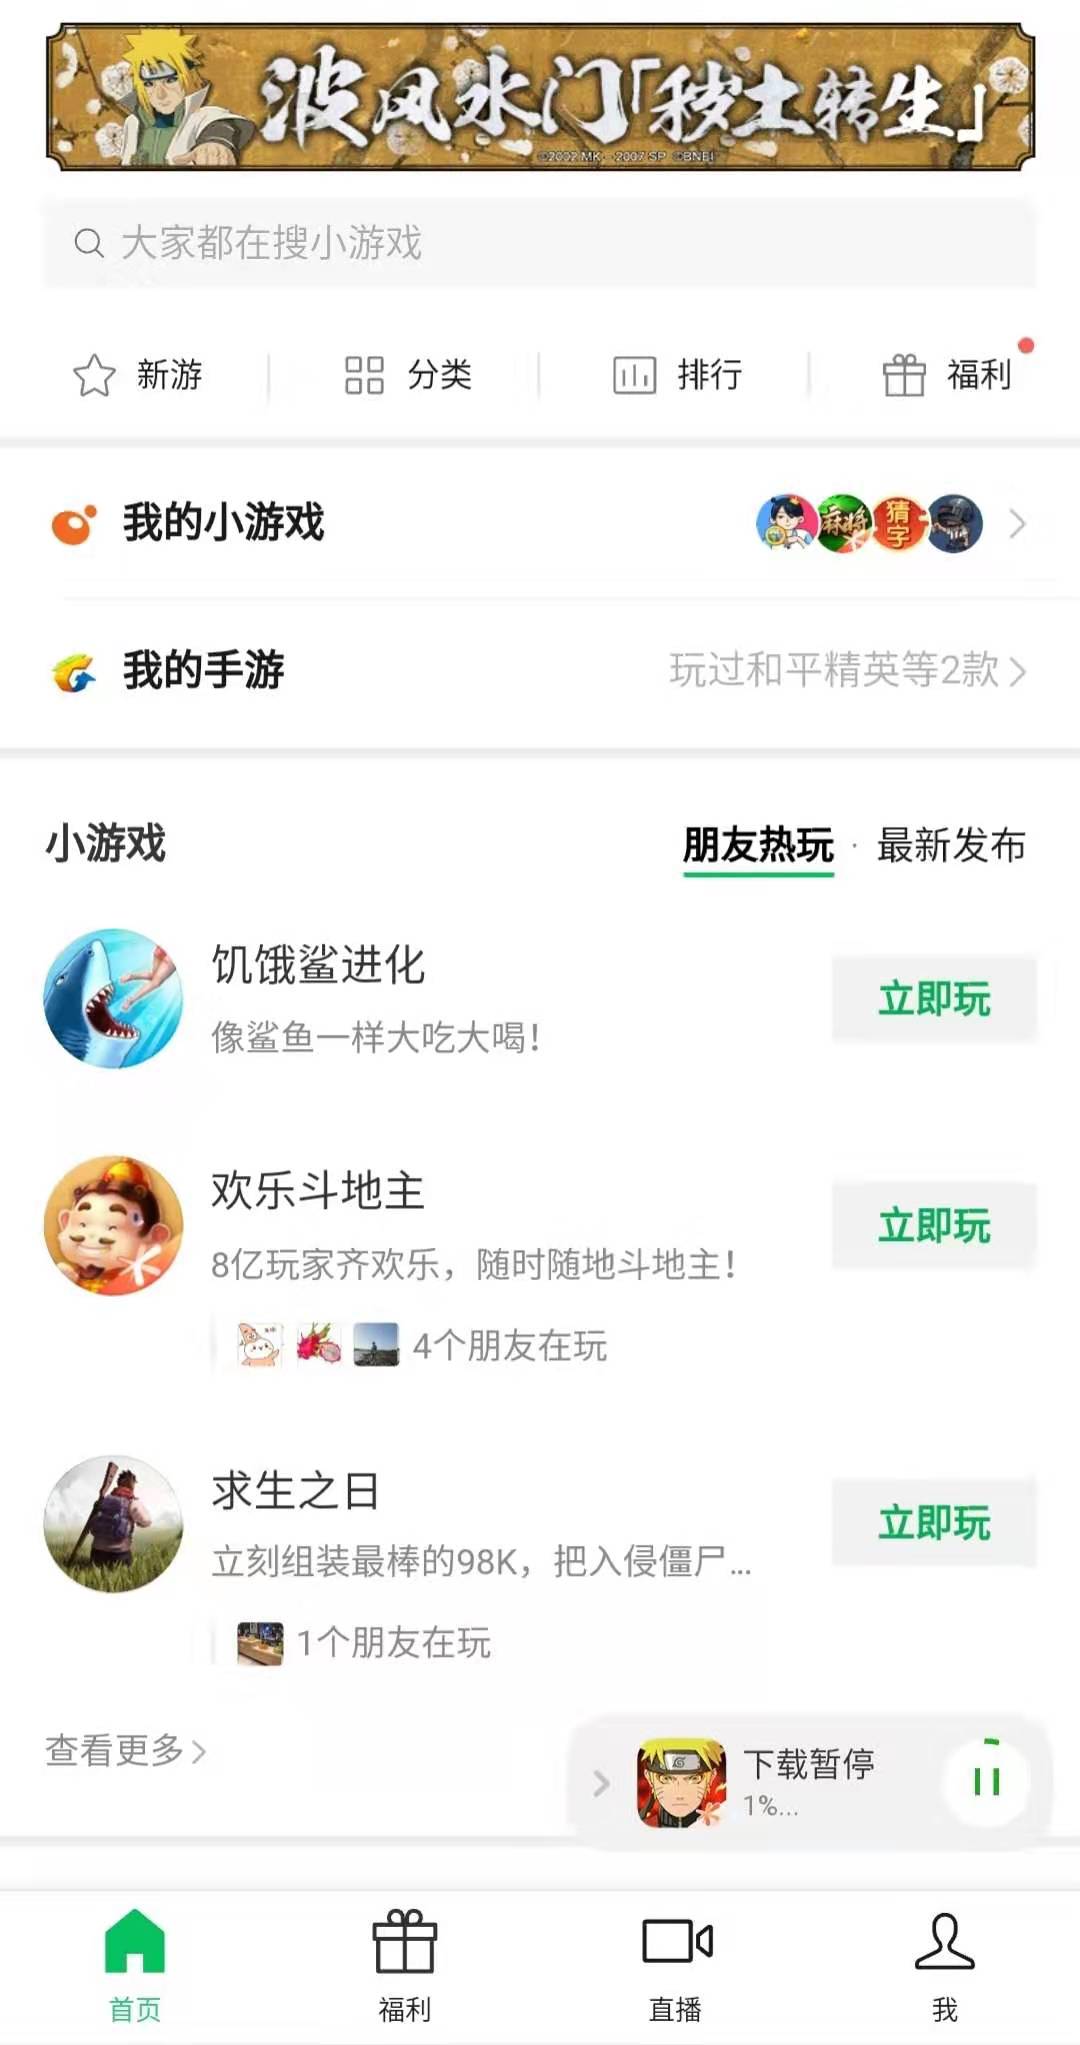 波风水门「秽土转生」
©2002 MK 2007 SP ©BNEI
大家都在搜小游戏
新游
分类
排行
福利
我的小游戏
麻将
猜字
我的手游
玩过和平精英等2款
小游戏
朋友热玩 · 最新发布
饥饿鲨进化
像鲨鱼一样大吃大喝！
立即玩
欢乐斗地主
8亿玩家齐欢乐，随时随地斗地主！
立即玩
4个朋友在玩
求生之日
立刻组装最棒的98K，把入侵僵尸...
立即玩
1个朋友在玩
查看更多
下载暂停
1%...
首页
福利
直播
我